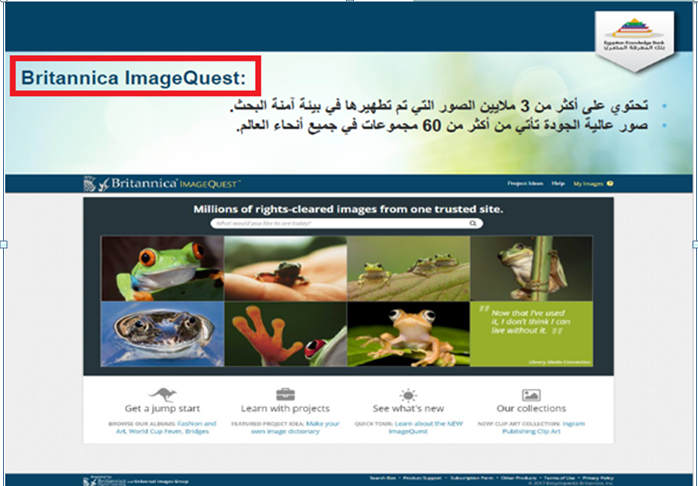 Egyptian Knowledge Bank
بنك المعرفة المصري
Britannica ImageQuest:
تحتوي على أكثر من 3 ملايين الصور التي تم تطهيرها في بيئة آمنة البحث.
صور عالية الجودة تأتي من أكثر من 60 مجموعات في جميع أنحاء العالم.
Britannica IMAGEQUEST
Project Ideas Help My Images
Millions of rights-cleared images from one trusted site.
What would you like to see today?
Now that I've used
it, I don't think I can
live without it.
Library Media Connection
Get a jump start
BROWSE OUR ALBUMS: Fashion and
Art, World Cup Fever, Bridges
Learn with projects
FEATURED PROJECT IDEA: Make your
own image dictionary
See what's new
QUICK TOUR: Learn about the NEW
ImageQuest
Our collections
NEW CLIP ART COLLECTION: Ingram
Publishing Clip Art
Britannica and Universal Images Group
Product Support • Subscription Form • Other Products • Terms of Use • Privacy Policy
© 2017 Encyclopædia Britannica, Inc.